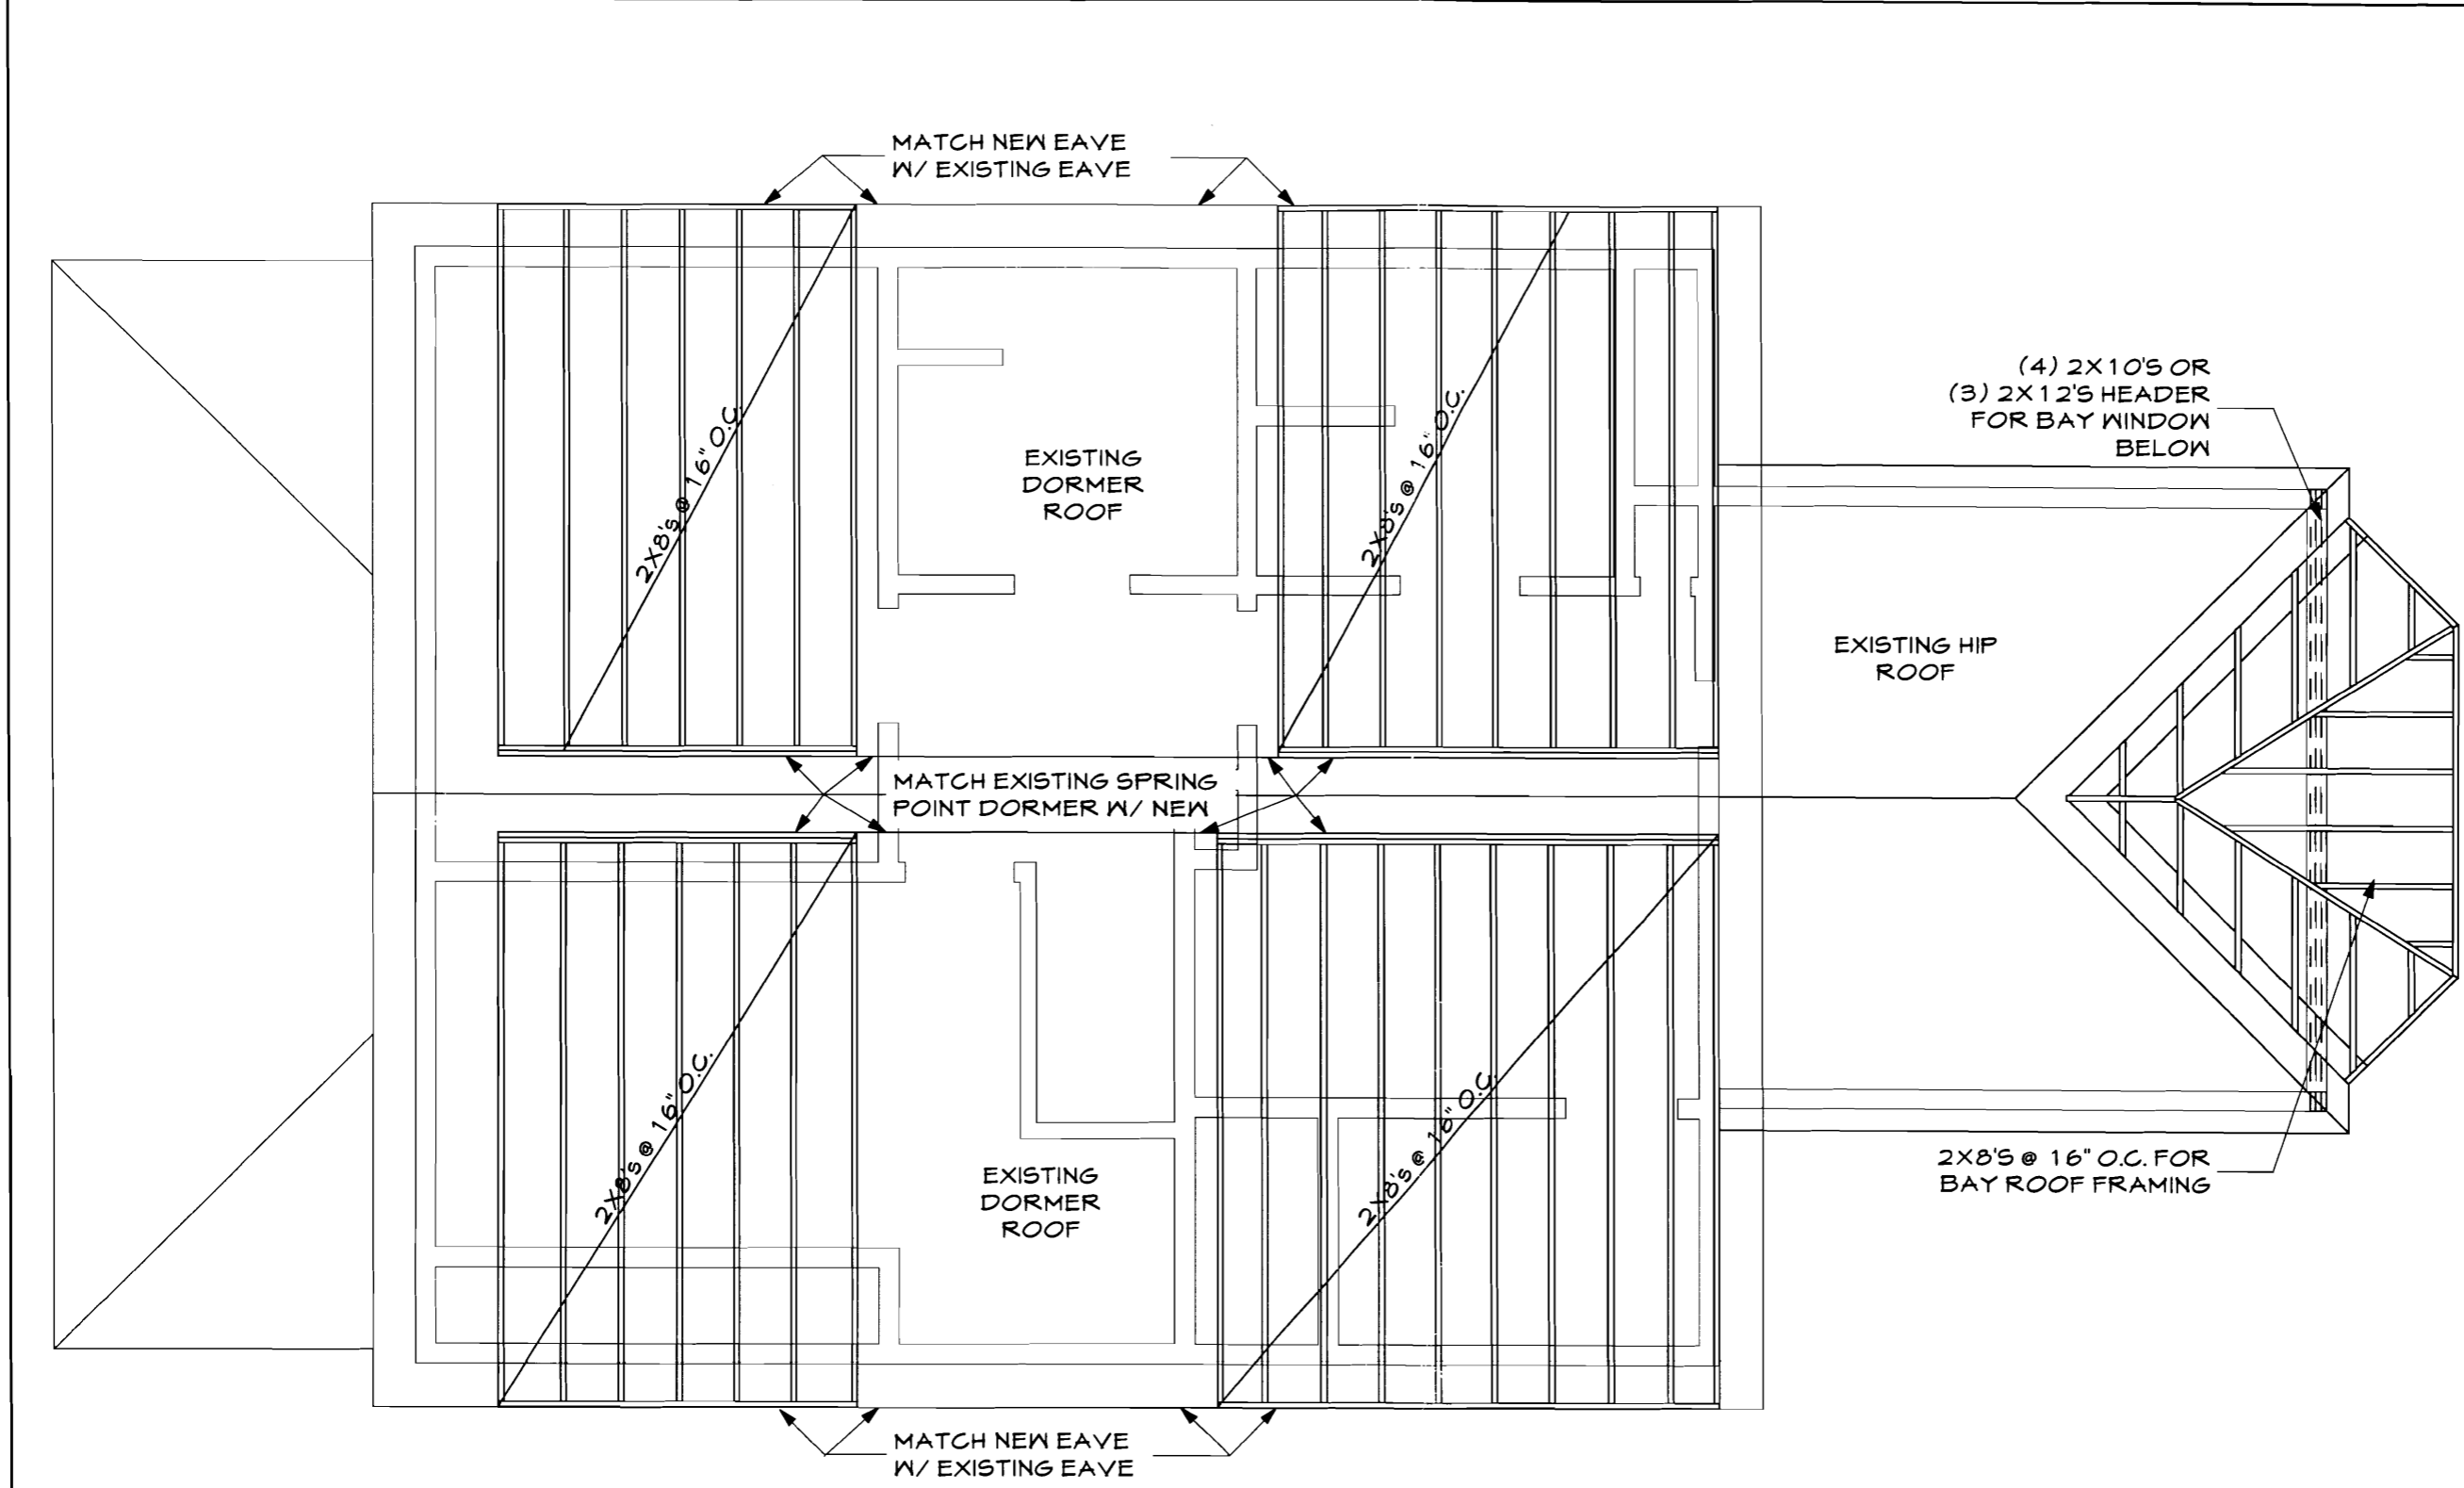 MATCH NEW EAVE
W/ EXISTING EAVE
(4) 2X10'S OR
(3) 2X12'S HEADER
FOR BAY WINDOW
BELOW
2X8's @ 16" O.C.
2X8's @ 16" O.C.
EXISTING
DORMER
ROOF
EXISTING HIP
ROOF
MATCH EXISTING SPRING
POINT DORMER W/ NEW
2X8's @ 16" O.C.
2X8's @ 16" O.C.
EXISTING
DORMER
ROOF
2X8'S @ 16" O.C. FOR
BAY ROOF FRAMING
MATCH NEW EAVE
W/ EXISTING EAVE